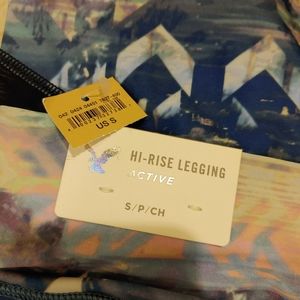 US-S
HI-RISE LEGGING
ACTIVE
S/P/CH